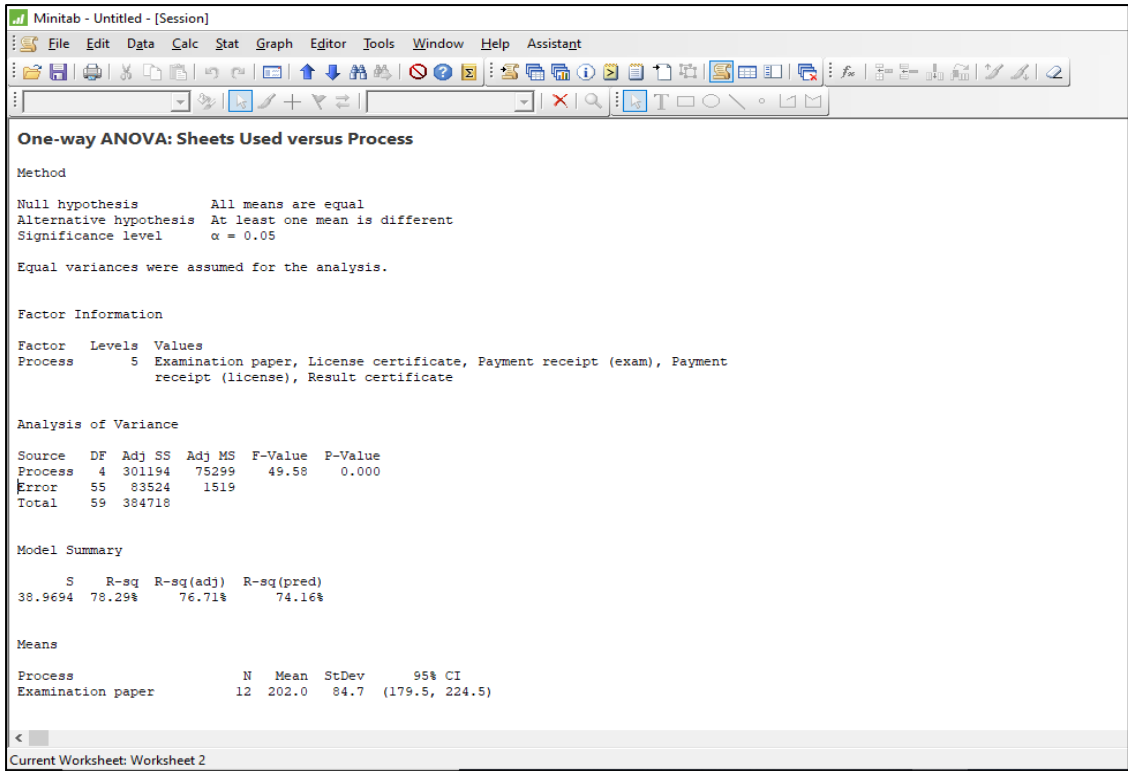 Minitab - Untitled - [Session]
File Edit Data Calc Stat Graph Editor Tools Window Help Assistant
One-way ANOVA: Sheets Used versus Process
Method
Null hypothesis All means are equal
Alternative hypothesis At least one mean is different
Significance level α = 0.05
Equal variances were assumed for the analysis.
Factor Information
Factor Levels Values
Process 5 Examination paper, License certificate, Payment receipt (exam), Payment
receipt (license), Result certificate
Analysis of Variance
Source DF Adj SS Adj MS F-Value P-Value
Process 4 301194 75299 49.58 0.000
Error 55 83524 1519
Total 59 384718
Model Summary
S R-sq R-sq(adj) R-sq(pred)
38.9694 78.29% 76.71% 74.16%
Means
Process N Mean StDev 95% CI
Examination paper 12 202.0 84.7 (179.5, 224.5)
Current Worksheet: Worksheet 2